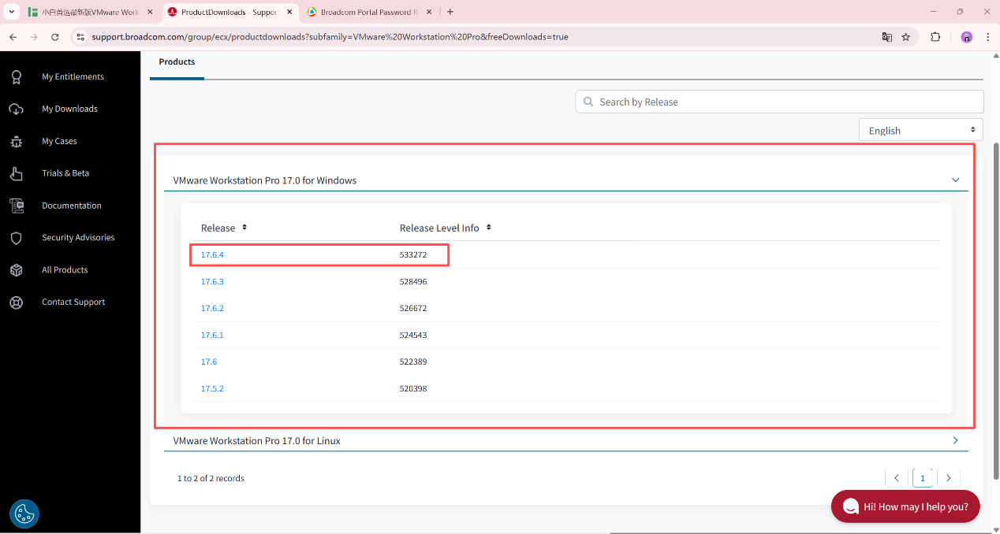 小白首选最新版VMware Work
ProductDownloads - Support
Broadcom Portal Password R
support.broadcom.com/group/ecx/productdownloads?subfamily=VMware%20Workstation%20Pro&freeDownloads=true
My Entitlements
My Downloads
My Cases
Trials & Beta
Documentation
Security Advisories
All Products
Contact Support
Products
Search by Release
English
VMware Workstation Pro 17.0 for Windows
Release Release Level Info
17.6.4 533272
17.6.3 528496
17.6.2 526672
17.6.1 524543
17.6 522389
17.5.2 520398
VMware Workstation Pro 17.0 for Linux
1 to 2 of 2 records
1
Hi! How may I help you?